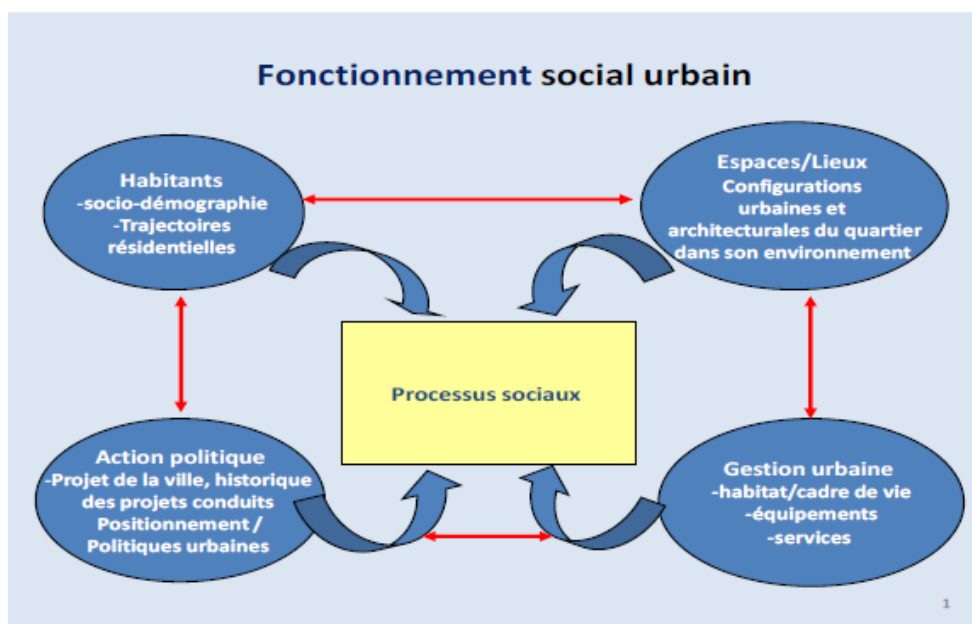 Fonctionnement social urbain
Habitants
-socio-démographie
-Trajectoires
résidentielles
Espaces/Lieux
Configurations
urbaines et
architecturales du quartier
dans son environnement
Processus sociaux
Action politique
-Projet de la ville, historique
des projets conduits
Positionnement /
Politiques urbaines
Gestion urbaine
-habitat/cadre de vie
-équipements
-services
1